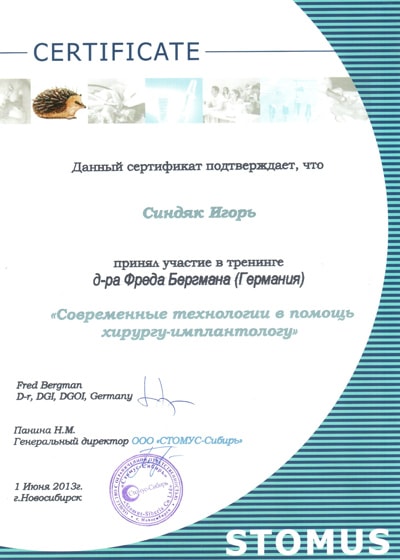 CERTIFICATE
Данный сертификат подтверждает, что
Синдяк Игорь
принял участие в тренинге
д-ра Фреда Бергмана (Германия)
«Современные технологии в помощь
хирургу-имплантологу»
Fred Bergman
D-r, DGI, DGOI, Germany
Панина Н.М.
Генеральный директор ООО «СТОМУС-Сибирь»
1 Июня 2013г.
г.Новосибирск
STOMUS